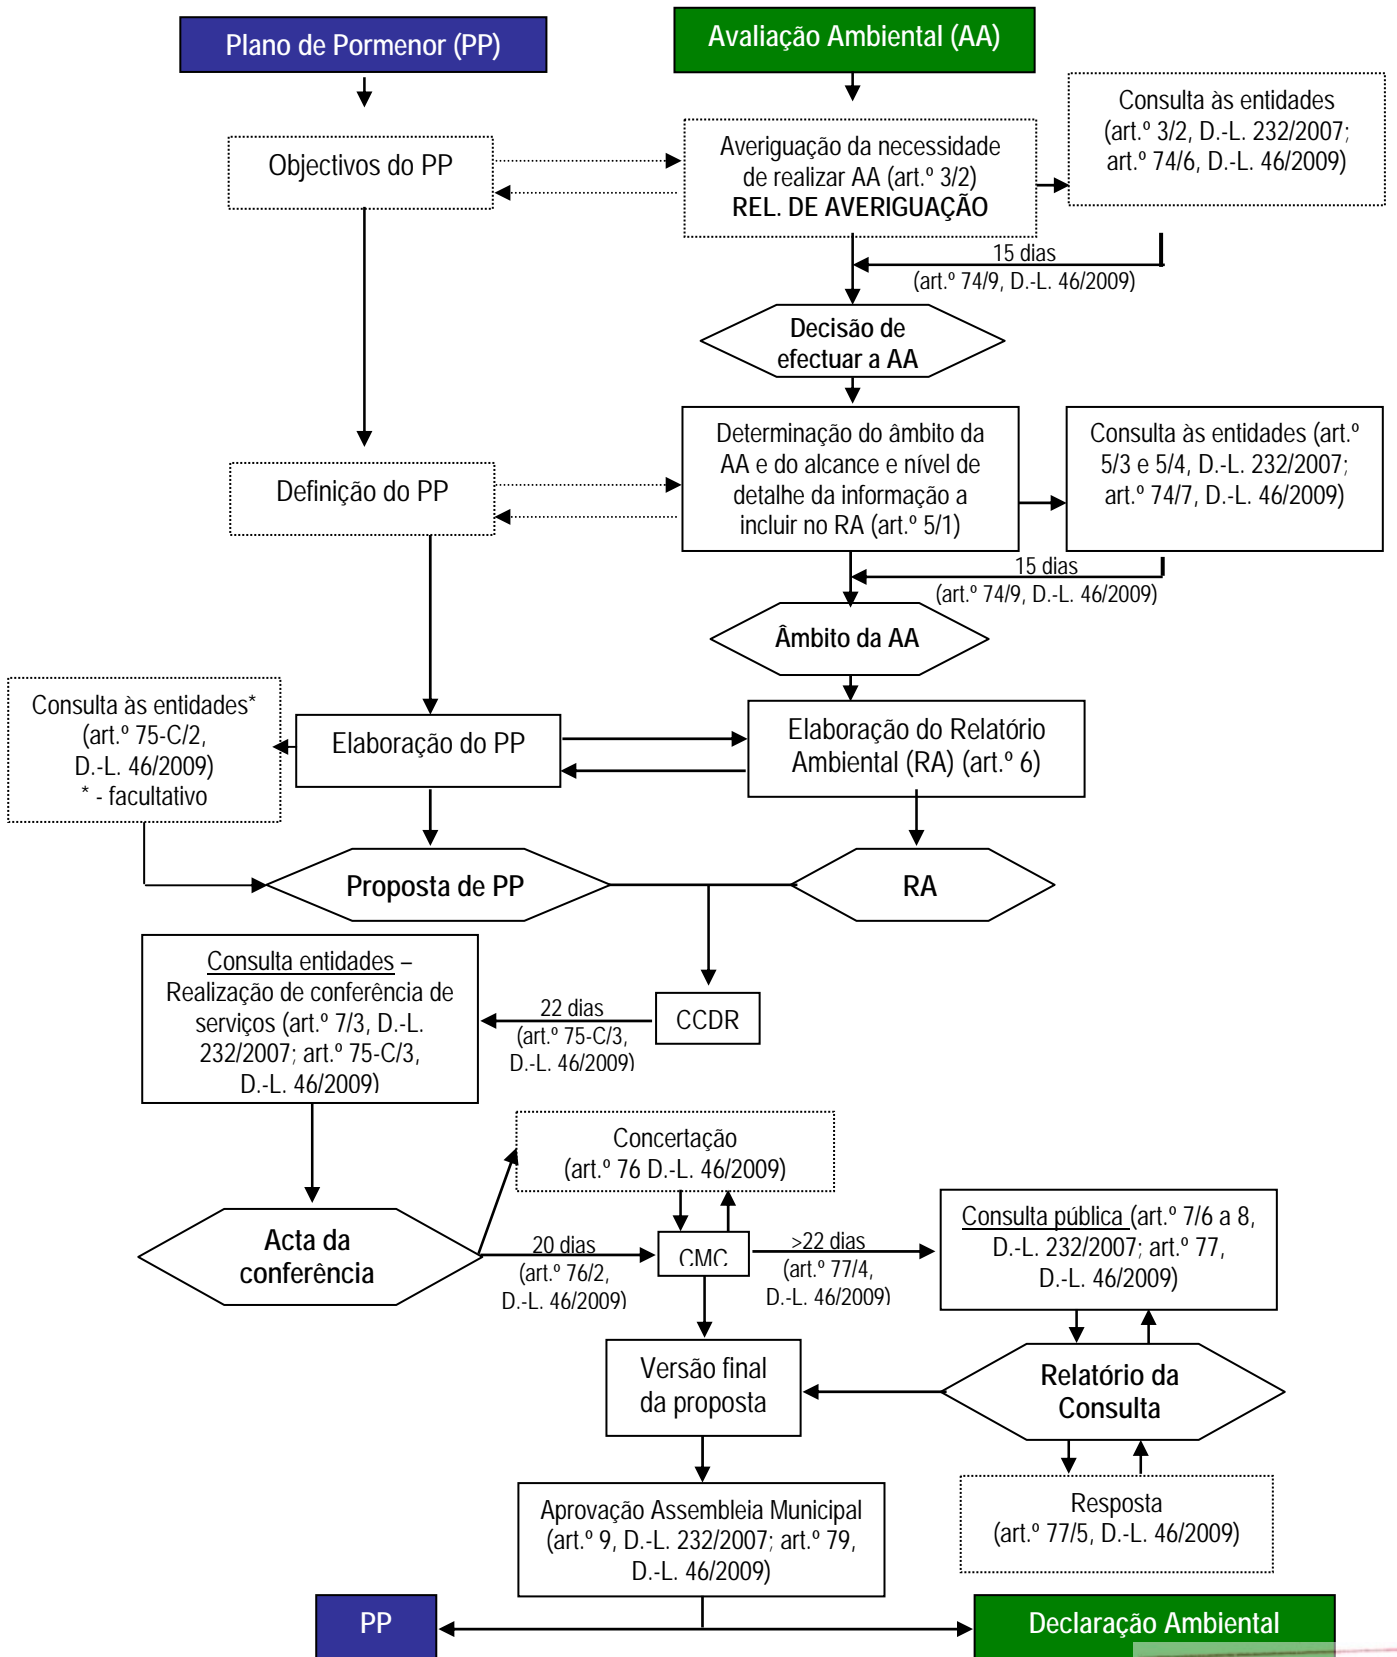 Plano de Pormenor (PP)
Avaliação Ambiental (AA)
Objectivos do PP
Averiguação da necessidade
de realizar AA (art.º 3/2)
REL. DE AVERIGUAÇÃO
Consulta às entidades
(art.º 3/2, D.-L. 232/2007;
art.º 74/6, D.-L. 46/2009)
15 dias
(art.º 74/9, D.-L. 46/2009)
Decisão de
efectuar a AA
Definição do PP
Determinação do âmbito da
AA e do alcance e nível de
detalhe da informação a
incluir no RA (art.º 5/1)
Consulta às entidades (art.º
5/3 e 5/4, D.-L. 232/2007;
art.º 74/7, D.-L. 46/2009)
15 dias
(art.º 74/9, D.-L. 46/2009)
Âmbito da AA
Consulta às entidades*
(art.º 75-C/2,
D.-L. 46/2009)
* - facultativo
Elaboração do PP
Elaboração do Relatório
Ambiental (RA) (art.º 6)
Proposta de PP
RA
Consulta entidades –
Realização de conferência de
serviços (art.º 7/3, D.-L.
232/2007; art.º 75-C/3,
D.-L. 46/2009)
22 dias
(art.º 75-C/3,
D.-L. 46/2009)
CCDR
Concertação
(art.º 76 D.-L. 46/2009)
Acta da
conferência
20 dias
(art.º 76/2,
D.-L. 46/2009)
CMC
>22 dias
(art.º 77/4,
D.-L. 46/2009)
Consulta pública (art.º 7/6 a 8,
D.-L. 232/2007; art.º 77,
D.-L. 46/2009)
Versão final
da proposta
Relatório da
Consulta
Aprovação Assembleia Municipal
(art.º 9, D.-L. 232/2007; art.º 79,
D.-L. 46/2009)
Resposta
(art.º 77/5, D.-L. 46/2009)
PP
Declaração Ambiental